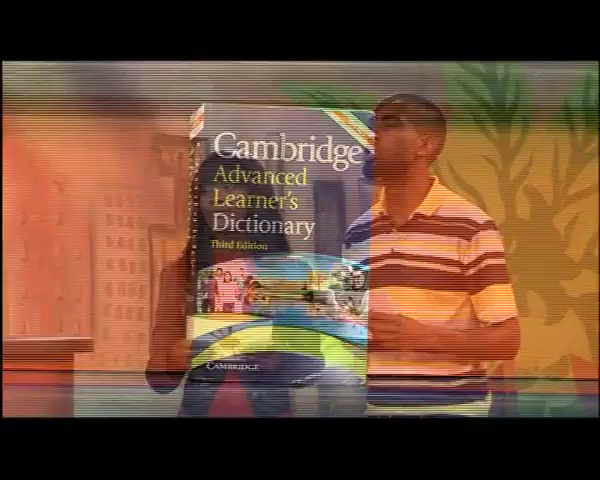 Cambridge
Advanced
Learner's
Dictionary
Third Edition
CAMBRIDGE